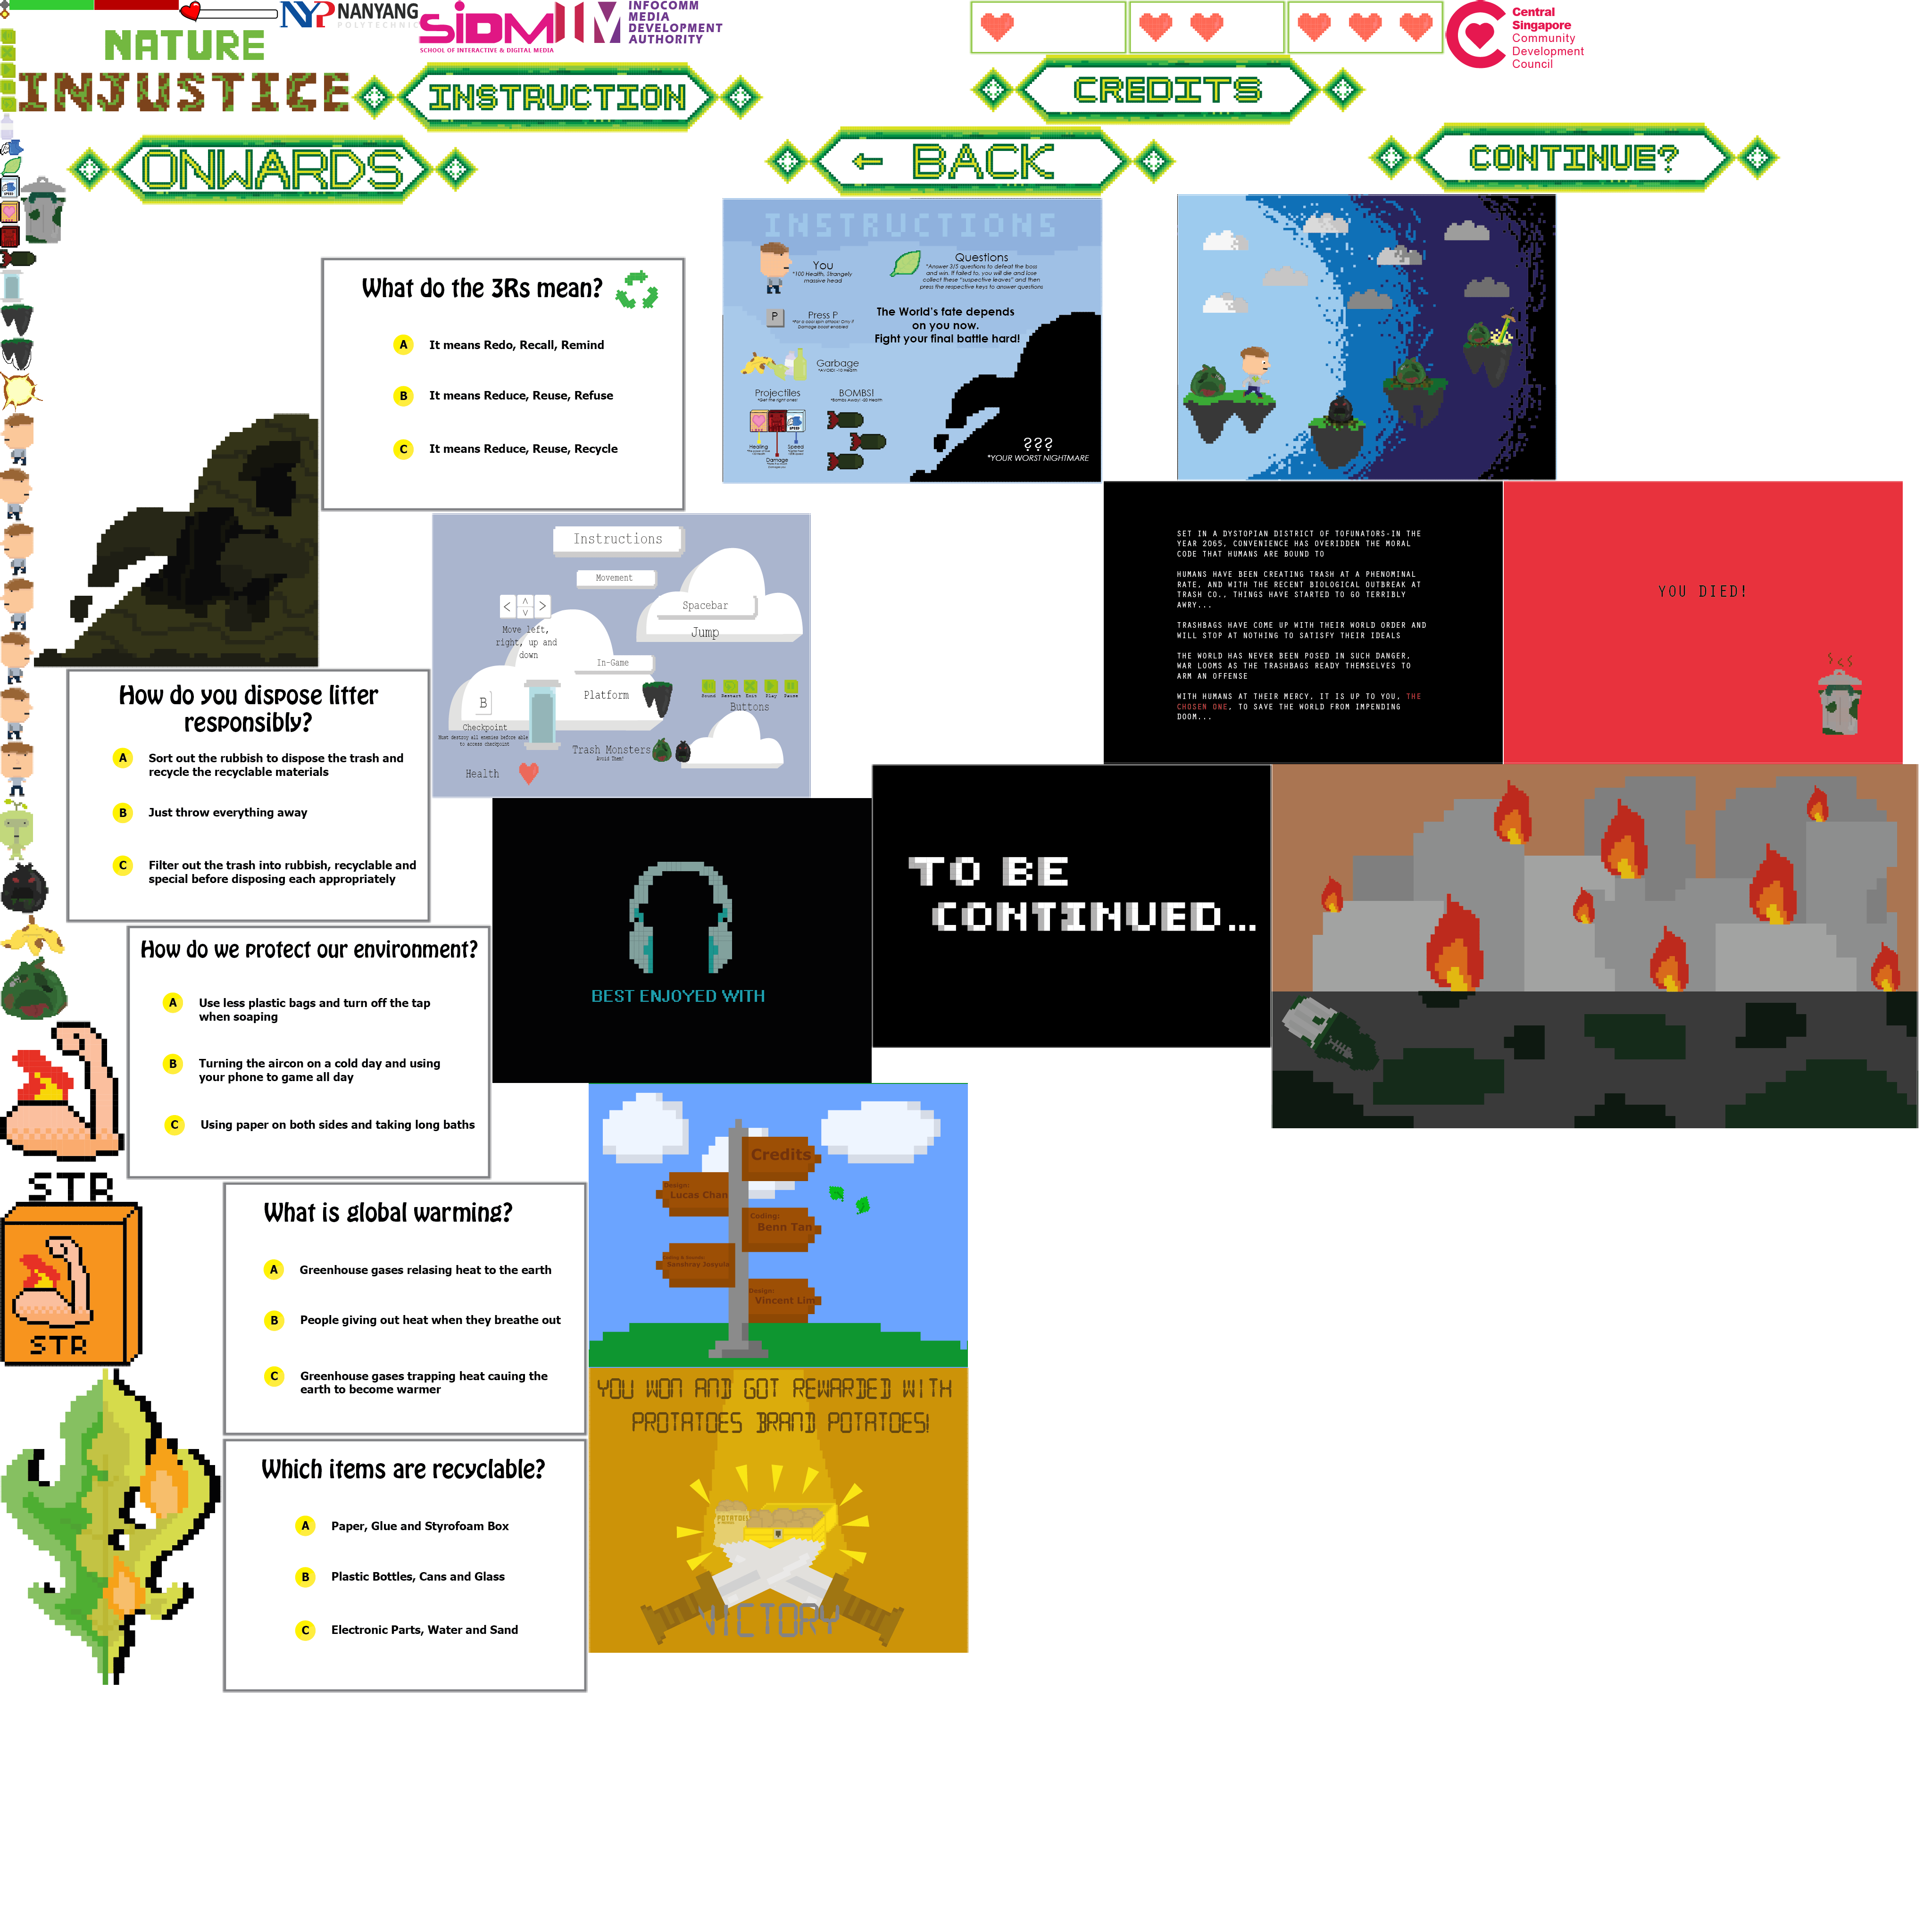 NYP NANYANG
POLYTECHNIC
SiDM
SCHOOL OF INTERACTIVE & DIGITAL MEDIA
INFOCOMM
MEDIA
DEVELOPMENT
AUTHORITY
Central
Singapore
Community
Development
Council
NATURE
INJUSTICE
INSTRUCTION
CREDITS
ONWARDS
← BACK
CONTINUE?
INSTRUCTIONS
You
*100 Health, Strangely
massive head
Questions
*Answer 3/5 questions to defeat the boss
and win. If failed to, you will die and lose
collect these "suspective leaves" and then
press the respective keys to answer questions
P
Press P
The World's fate depends
on you now.
Fight your final battle hard!
Garbage
Projectiles
*Get the right ones!
BOMBS!
SPEED
Healing
Speed
Damage
???
*YOUR WORST NIGHTMARE
What do the 3Rs mean?
A It means Redo, Recall, Remind
B It means Reduce, Reuse, Refuse
C It means Reduce, Reuse, Recycle
Instructions
Movement
Move left,
right, up and
down
Spacebar
Jump
In-Game
Platform
B
Checkpoint
Must destroy all enemies before able
to access checkpoint
Sound Restart Exit Play Pause
Buttons
Trash Monsters
Avoid Them!
Health
SET IN A DYSTOPIAN DISTRICT OF TOFUNATORS-IN THE
YEAR 2065, CONVENIENCE HAS OVERIDDEN THE MORAL
CODE THAT HUMANS ARE BOUND TO
HUMANS HAVE BEEN CREATING TRASH AT A PHENOMINAL
RATE, AND WITH THE RECENT BIOLOGICAL OUTBREAK AT
TRASH CO., THINGS HAVE STARTED TO GO TERRIBLY
AWRY...
TRASHBAGS HAVE COME UP WITH THEIR WORLD ORDER AND
WILL STOP AT NOTHING TO SATISFY THEIR IDEALS
THE WORLD HAS NEVER BEEN POSED IN SUCH DANGER,
WAR LOOMS AS THE TRASHBAGS READY THEMSELVES TO
ARM AN OFFENSE
WITH HUMANS AT THEIR MERCY, IT IS UP TO YOU, THE
CHOSEN ONE, TO SAVE THE WORLD FROM IMPENDING
DOOM...
YOU DIED!
How do you dispose litter
responsibly?
A Sort out the rubbish to dispose the trash and
recycle the recyclable materials
B Just throw everything away
C Filter out the trash into rubbish, recyclable and
special before disposing each appropriately
BEST ENJOYED WITH
TO BE
CONTINUED...
How do we protect our environment?
A Use less plastic bags and turn off the tap
when soaping
B Turning the aircon on a cold day and using
your phone to game all day
C Using paper on both sides and taking long baths
STR
STR
Credits
Design:
Lucas Chan
Coding:
Benn Tan
Design:
Vincent Lim
What is global warming?
A Greenhouse gases relasing heat to the earth
B People giving out heat when they breathe out
C Greenhouse gases trapping heat cauing the
earth to become warmer
YOU WON AND GOT REWARDED WITH
PROTATOES BRAND POTATOES!
POTATOES
VICTORY
Which items are recyclable?
A Paper, Glue and Styrofoam Box
B Plastic Bottles, Cans and Glass
C Electronic Parts, Water and Sand